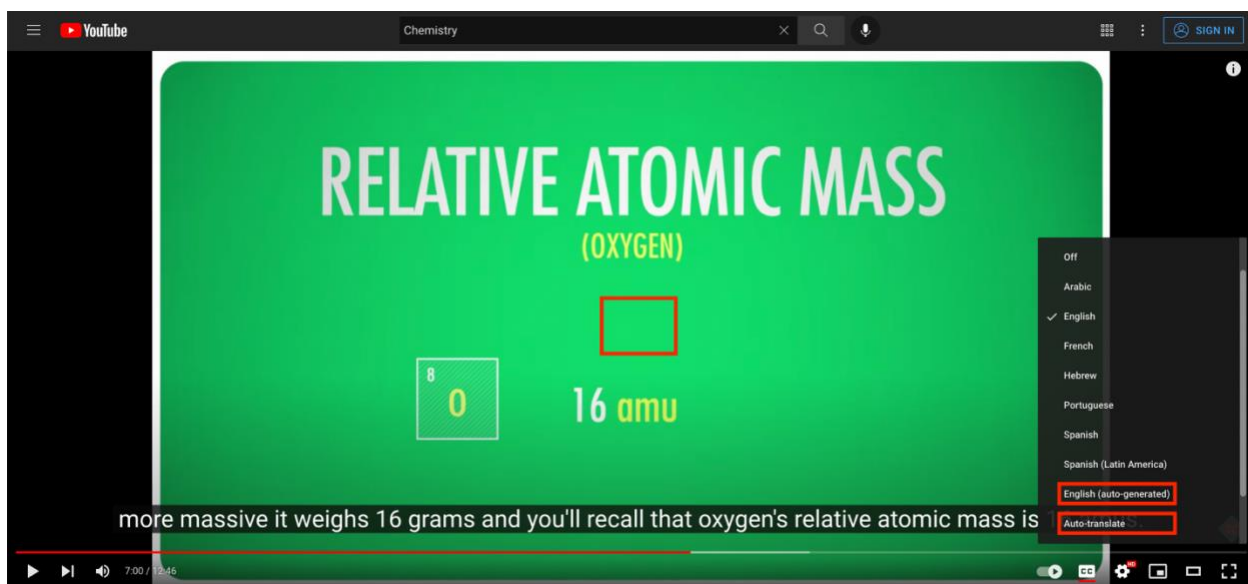 YouTube
Chemistry
SIGN IN
RELATIVE ATOMIC MASS
(OXYGEN)
8
O
16 amu
Off
Arabic
English
French
Hebrew
Portuguese
Spanish
Spanish (Latin America)
English (auto-generated)
Auto-translate
more massive it weighs 16 grams and you'll recall that oxygen's relative atomic mass is
7:00 / 12:46
CC
HD